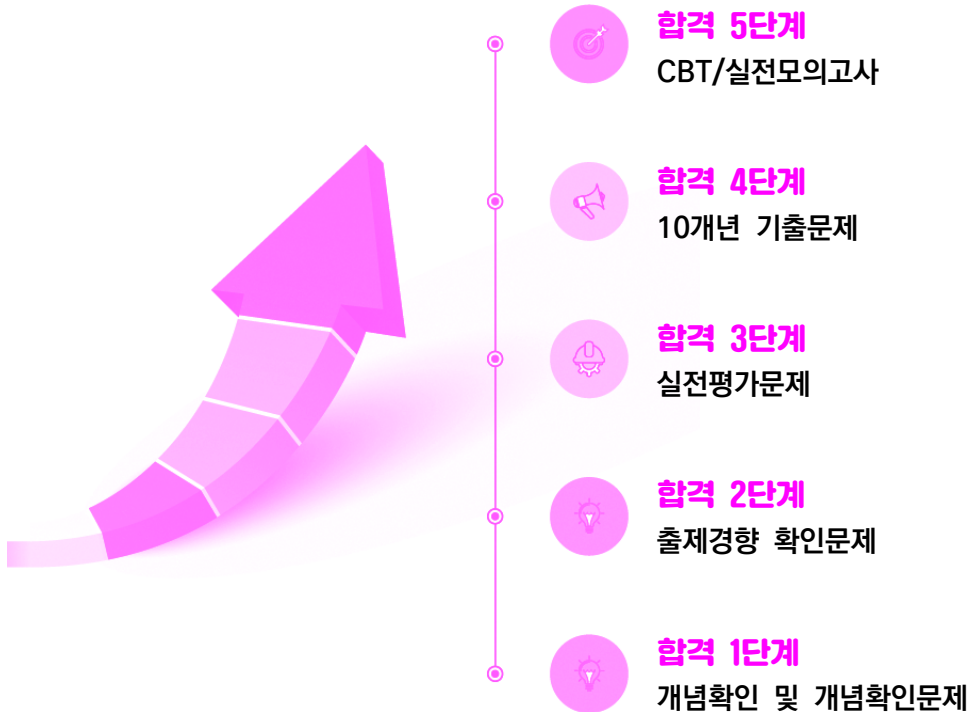 합격 5단계
CBT/실전모의고사
합격 4단계
10개년 기출문제
합격 3단계
실전평가문제
합격 2단계
출제경향 확인문제
합격 1단계
개념확인 및 개념확인문제